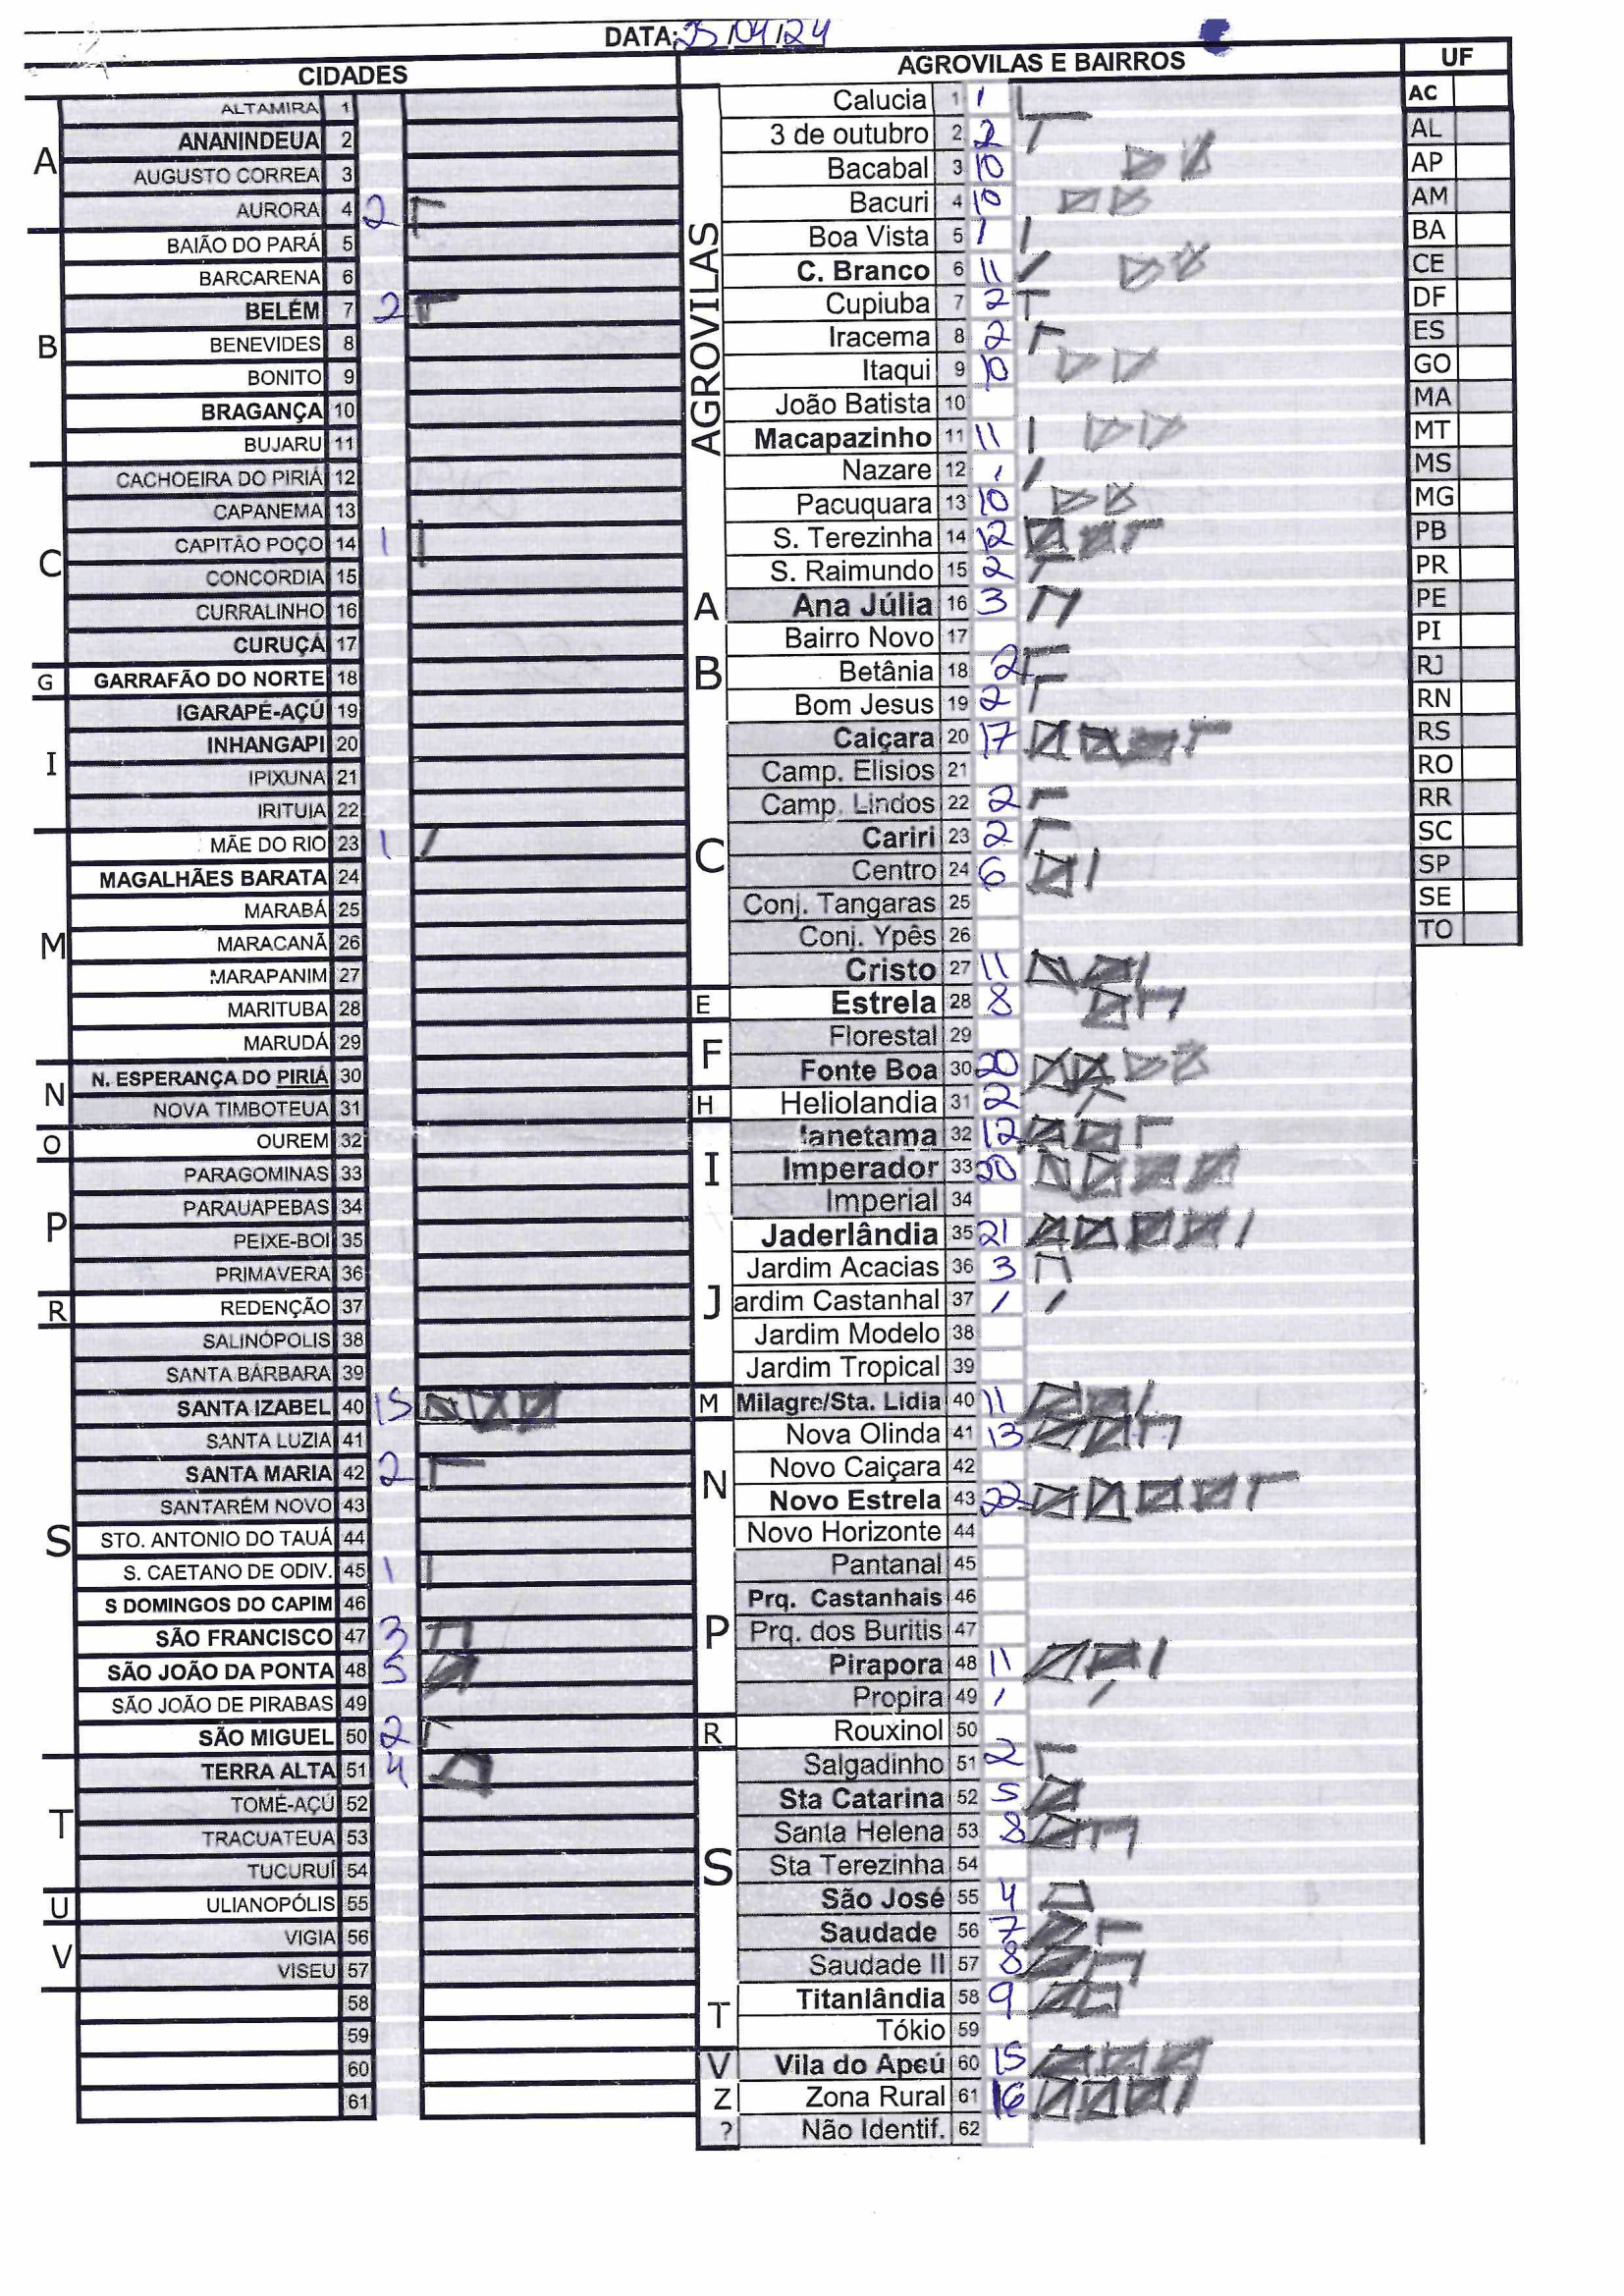 DATA: 25/04/24
CIDADES
A
ALTAMIRA 1
ANANINDEUA 2
AUGUSTO CORREA 3
AURORA 4 2
B
BAIÃO DO PARÁ 5
BARCARENA 6
BELÉM 7 2
BENEVIDES 8
BONITO 9
BRAGANÇA 10
BUJARU 11
C
CACHOEIRA DO PIRIÁ 12
CAPANEMA 13
CAPITÃO POÇO 14 1
CONCORDIA 15
CURRALINHO 16
CURUÇÁ 17
G
GARRAFÃO DO NORTE 18
I
IGARAPÉ-AÇÚ 19
INHANGAPI 20
IPIXUNA 21
IRITUIA 22
M
MÃE DO RIO 23 1
MAGALHÃES BARATA 24
MARABÁ 25
MARACANÃ 26
MARAPANIM 27
MARITUBA 28
MARUDÁ 29
N
N. ESPERANÇA DO PIRIÁ 30
NOVA TIMBOTEUA 31
O
OUREM 32
P
PARAGOMINAS 33
PARAUAPEBAS 34
PEIXE-BOI 35
PRIMAVERA 36
R
REDENÇÃO 37
S
SALINÓPOLIS 38
SANTA BÁRBARA 39
SANTA IZABEL 40 15
SANTA LUZIA 41
SANTA MARIA 42 2
SANTARÉM NOVO 43
STO. ANTONIO DO TAUÁ 44
S. CAETANO DE ODIV. 45 1
S DOMINGOS DO CAPIM 46
SÃO FRANCISCO 47 3
SÃO JOÃO DA PONTA 48 5
SÃO JOÃO DE PIRABAS 49
SÃO MIGUEL 50 2
T
TERRA ALTA 51 4
TOMÉ-AÇÚ 52
TRACUATEUA 53
TUCURUÍ 54
U
ULIANOPÓLIS 55
V
VIGIA 56
VISEU 57
58
59
60
61
AGROVILAS E BAIRROS
AGROVILAS
Calucia 1 1
3 de outubro 2 2
Bacabal 3 10
Bacuri 4 10
Boa Vista 5 1
C. Branco 6 11
Cupiuba 7 2
Iracema 8 2
Itaqui 9 10
João Batista 10
Macapazinho 11 11
Nazare 12 1
Pacuquara 13 10
S. Terezinha 14 12
S. Raimundo 15 2
A
Ana Júlia 16 3
B
Bairro Novo 17
Betânia 18 2
Bom Jesus 19 2
C
Caiçara 20 17
Camp. Elisios 21
Camp. Lindos 22 2
Cariri 23 2
Centro 24 6
Conj. Tangaras 25
Conj. Ypês 26
Cristo 27 11
E
Estrela 28 8
F
Florestal 29
Fonte Boa 30 20
H
Heliolandia 31 2
I
Ianetama 32 12
Imperador 33 20
Imperial 34
J
Jaderlândia 35 21
Jardim Acacias 36 3
ardim Castanhal 37 1
Jardim Modelo 38
Jardim Tropical 39
M
Milagre/Sta. Lidia 40 11
N
Nova Olinda 41 13
Novo Caiçara 42
Novo Estrela 43 22
Novo Horizonte 44
P
Pantanal 45
Prq. Castanhais 46
Prq. dos Buritis 47
Pirapora 48 11
Propira 49 1
R
Rouxinol 50
S
Salgadinho 51 2
Sta Catarina 52 5
Santa Helena 53 8
Sta Terezinha 54
São José 55 4
Saudade 56 7
Saudade II 57 8
T
Titanlândia 58 9
Tókio 59
V
Vila do Apeú 60 15
Z
Zona Rural 61 16
?
Não Identif. 62
UF
AC
AL
AP
AM
BA
CE
DF
ES
GO
MA
MT
MS
MG
PB
PR
PE
PI
RJ
RN
RS
RO
RR
SC
SP
SE
TO